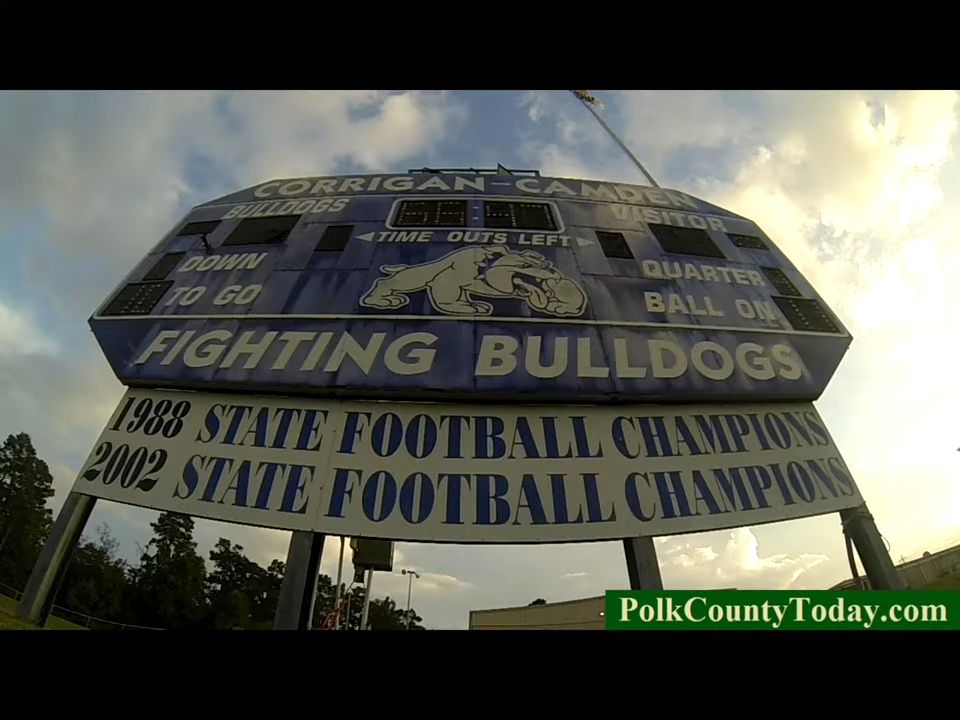 CORRIGAN-CAMDEN
BULLDOGS
VISITOR
TIME OUTS LEFT
DOWN
QUARTER
TO GO
BALL ON
FIGHTING BULLDOGS
1988 STATE FOOTBALL CHAMPIONS
2002 STATE FOOTBALL CHAMPIONS
PolkCountyToday.com